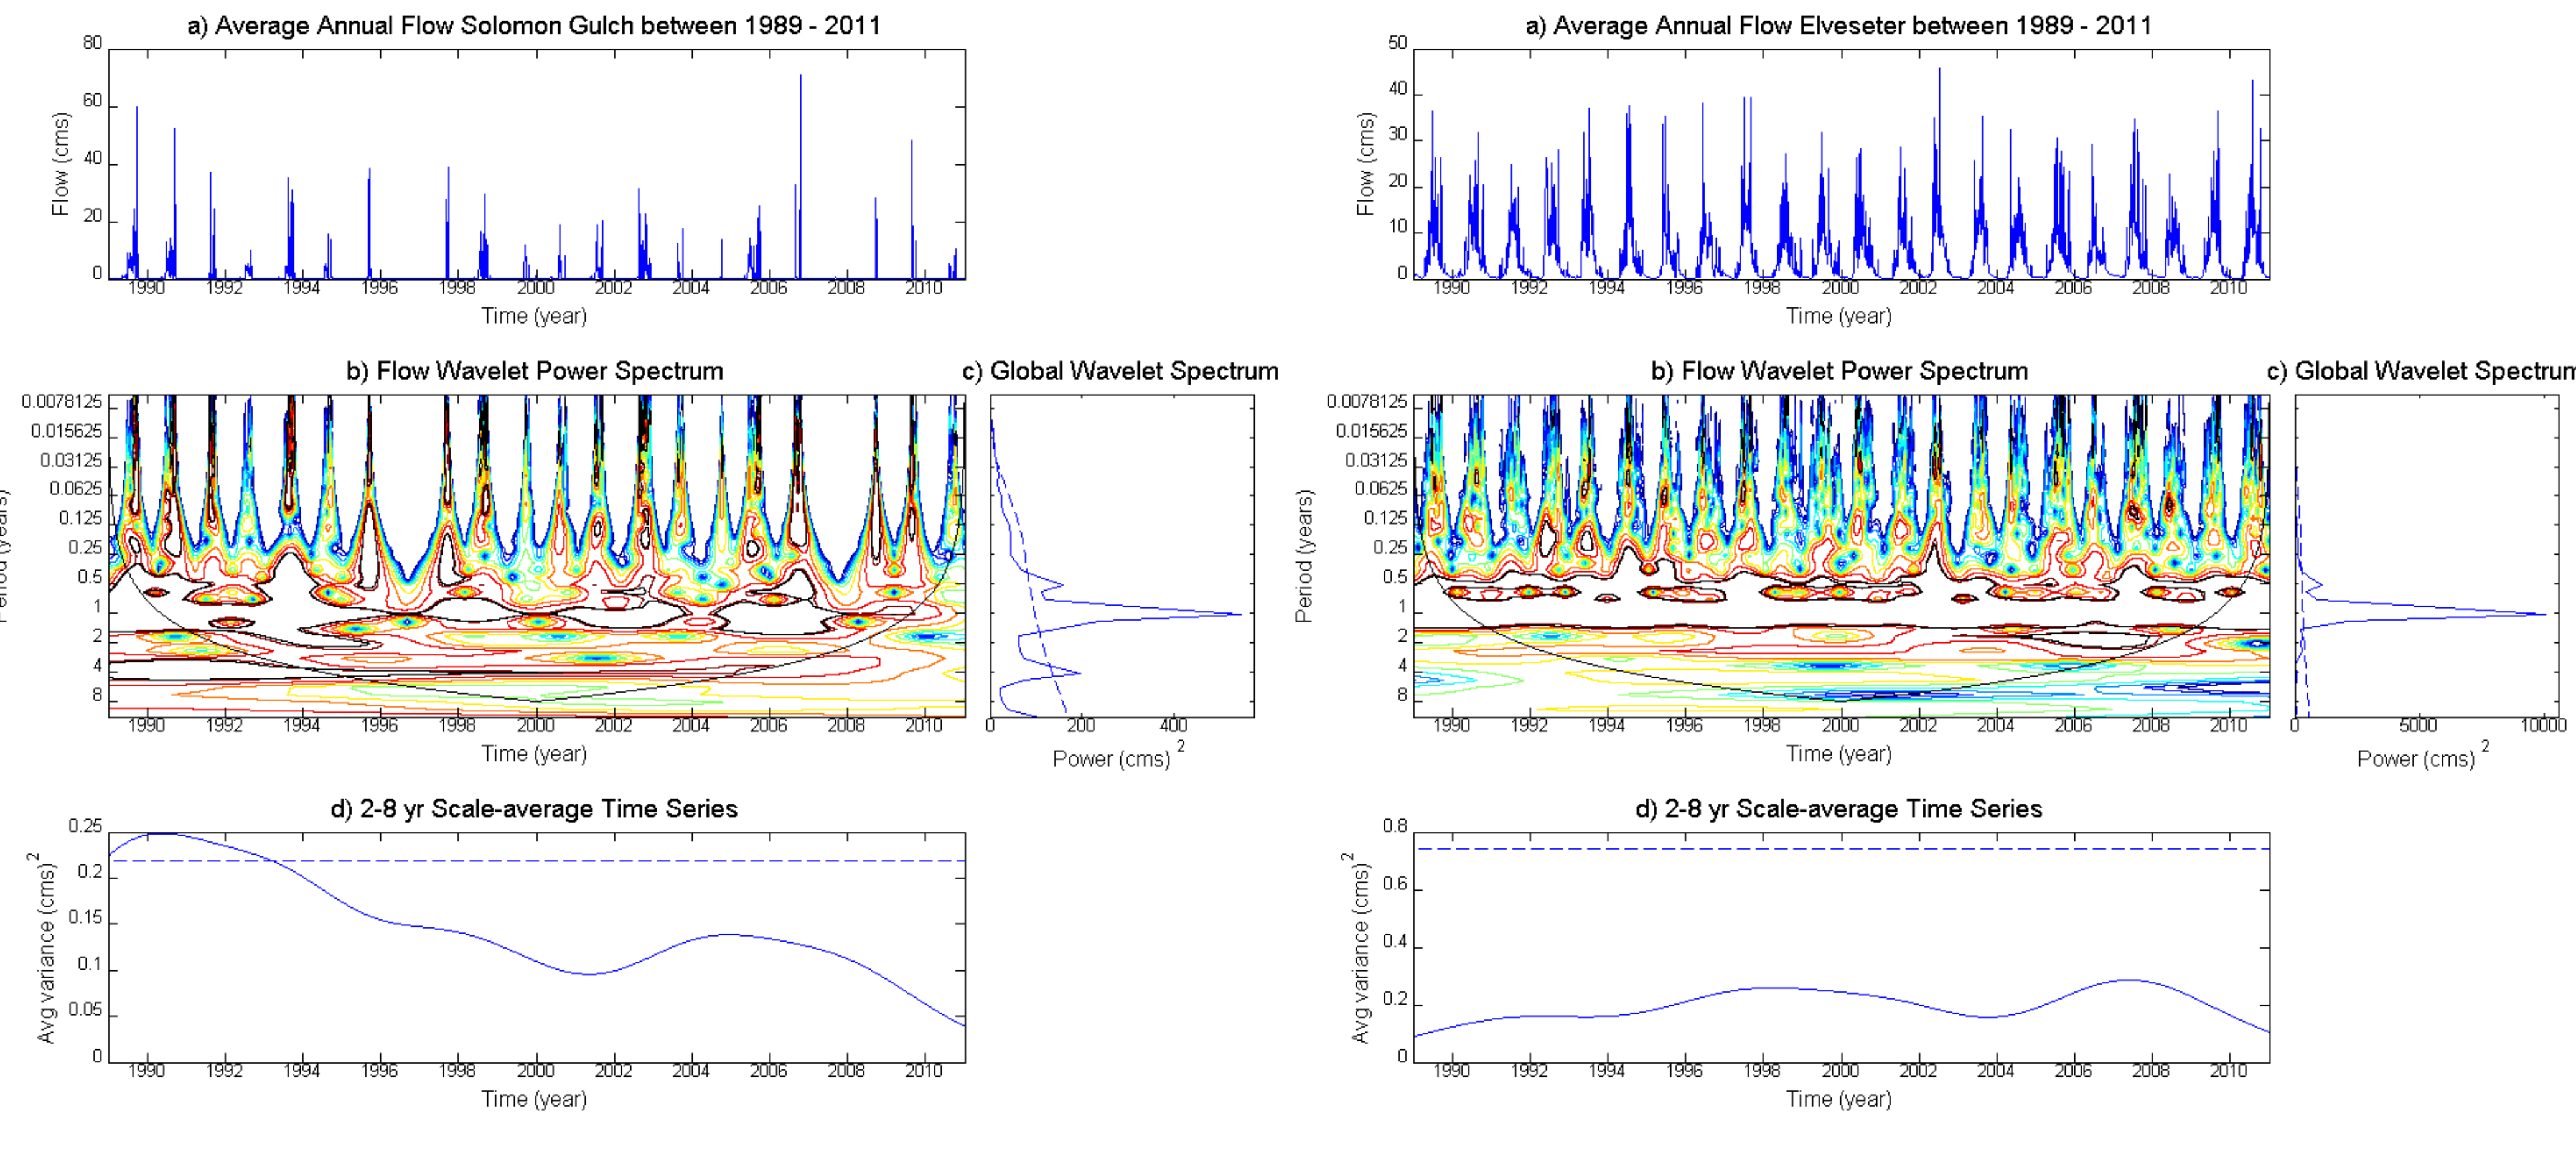 a) Average Annual Flow Solomon Gulch between 1989 - 2011
80
60
40
20
0
Flow (cms)
1990 1992 1994 1996 1998 2000 2002 2004 2006 2008 2010
Time (year)
b) Flow Wavelet Power Spectrum
0.0078125
0.015625
0.03125
0.0625
0.125
0.25
0.5
1
2
4
8
Period (years)
1990 1992 1994 1996 1998 2000 2002 2004 2006 2008 2010
Time (year)
c) Global Wavelet Spectrum
0 200 400
Power (cms) 2
d) 2-8 yr Scale-average Time Series
0.25
0.2
0.15
0.1
0.05
0
Avg variance (cms)2
1990 1992 1994 1996 1998 2000 2002 2004 2006 2008 2010
Time (year)
a) Average Annual Flow Elveseter between 1989 - 2011
50
40
30
20
10
0
Flow (cms)
1990 1992 1994 1996 1998 2000 2002 2004 2006 2008 2010
Time (year)
b) Flow Wavelet Power Spectrum
0.0078125
0.015625
0.03125
0.0625
0.125
0.25
0.5
1
2
4
8
Period (years)
1990 1992 1994 1996 1998 2000 2002 2004 2006 2008 2010
Time (year)
c) Global Wavelet Spectrum
0 5000 10000
Power (cms) 2
d) 2-8 yr Scale-average Time Series
0.8
0.6
0.4
0.2
0
Avg variance (cms)2
1990 1992 1994 1996 1998 2000 2002 2004 2006 2008 2010
Time (year)